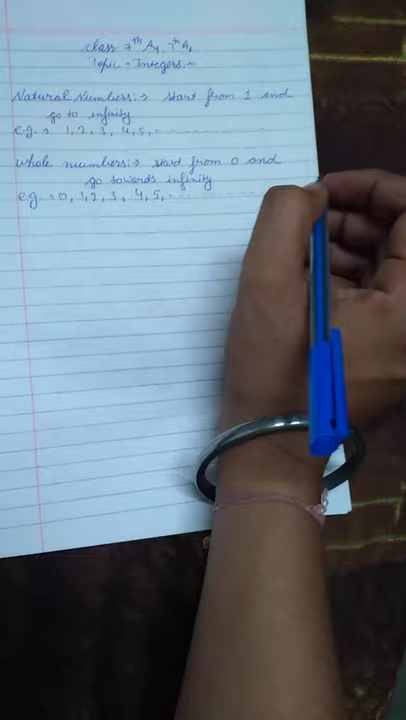 class 7th A4, 7th A1
Topic = Integers :-
Natural Numbers :→ start from 1 and
go to infinity
e.g. :→ 1, 2, 3, 4, 5, - - - - - - - -
whole numbers :→ start from 0 and
go towards infinity
e.g. :→ 0, 1, 2, 3, 4, 5, - - - - - - - -